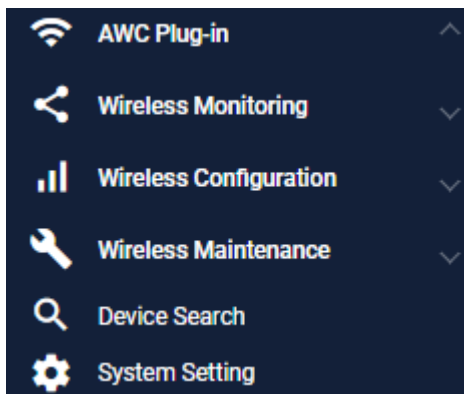 AWC Plug-in
Wireless Monitoring
Wireless Configuration
Wireless Maintenance
Device Search
System Setting